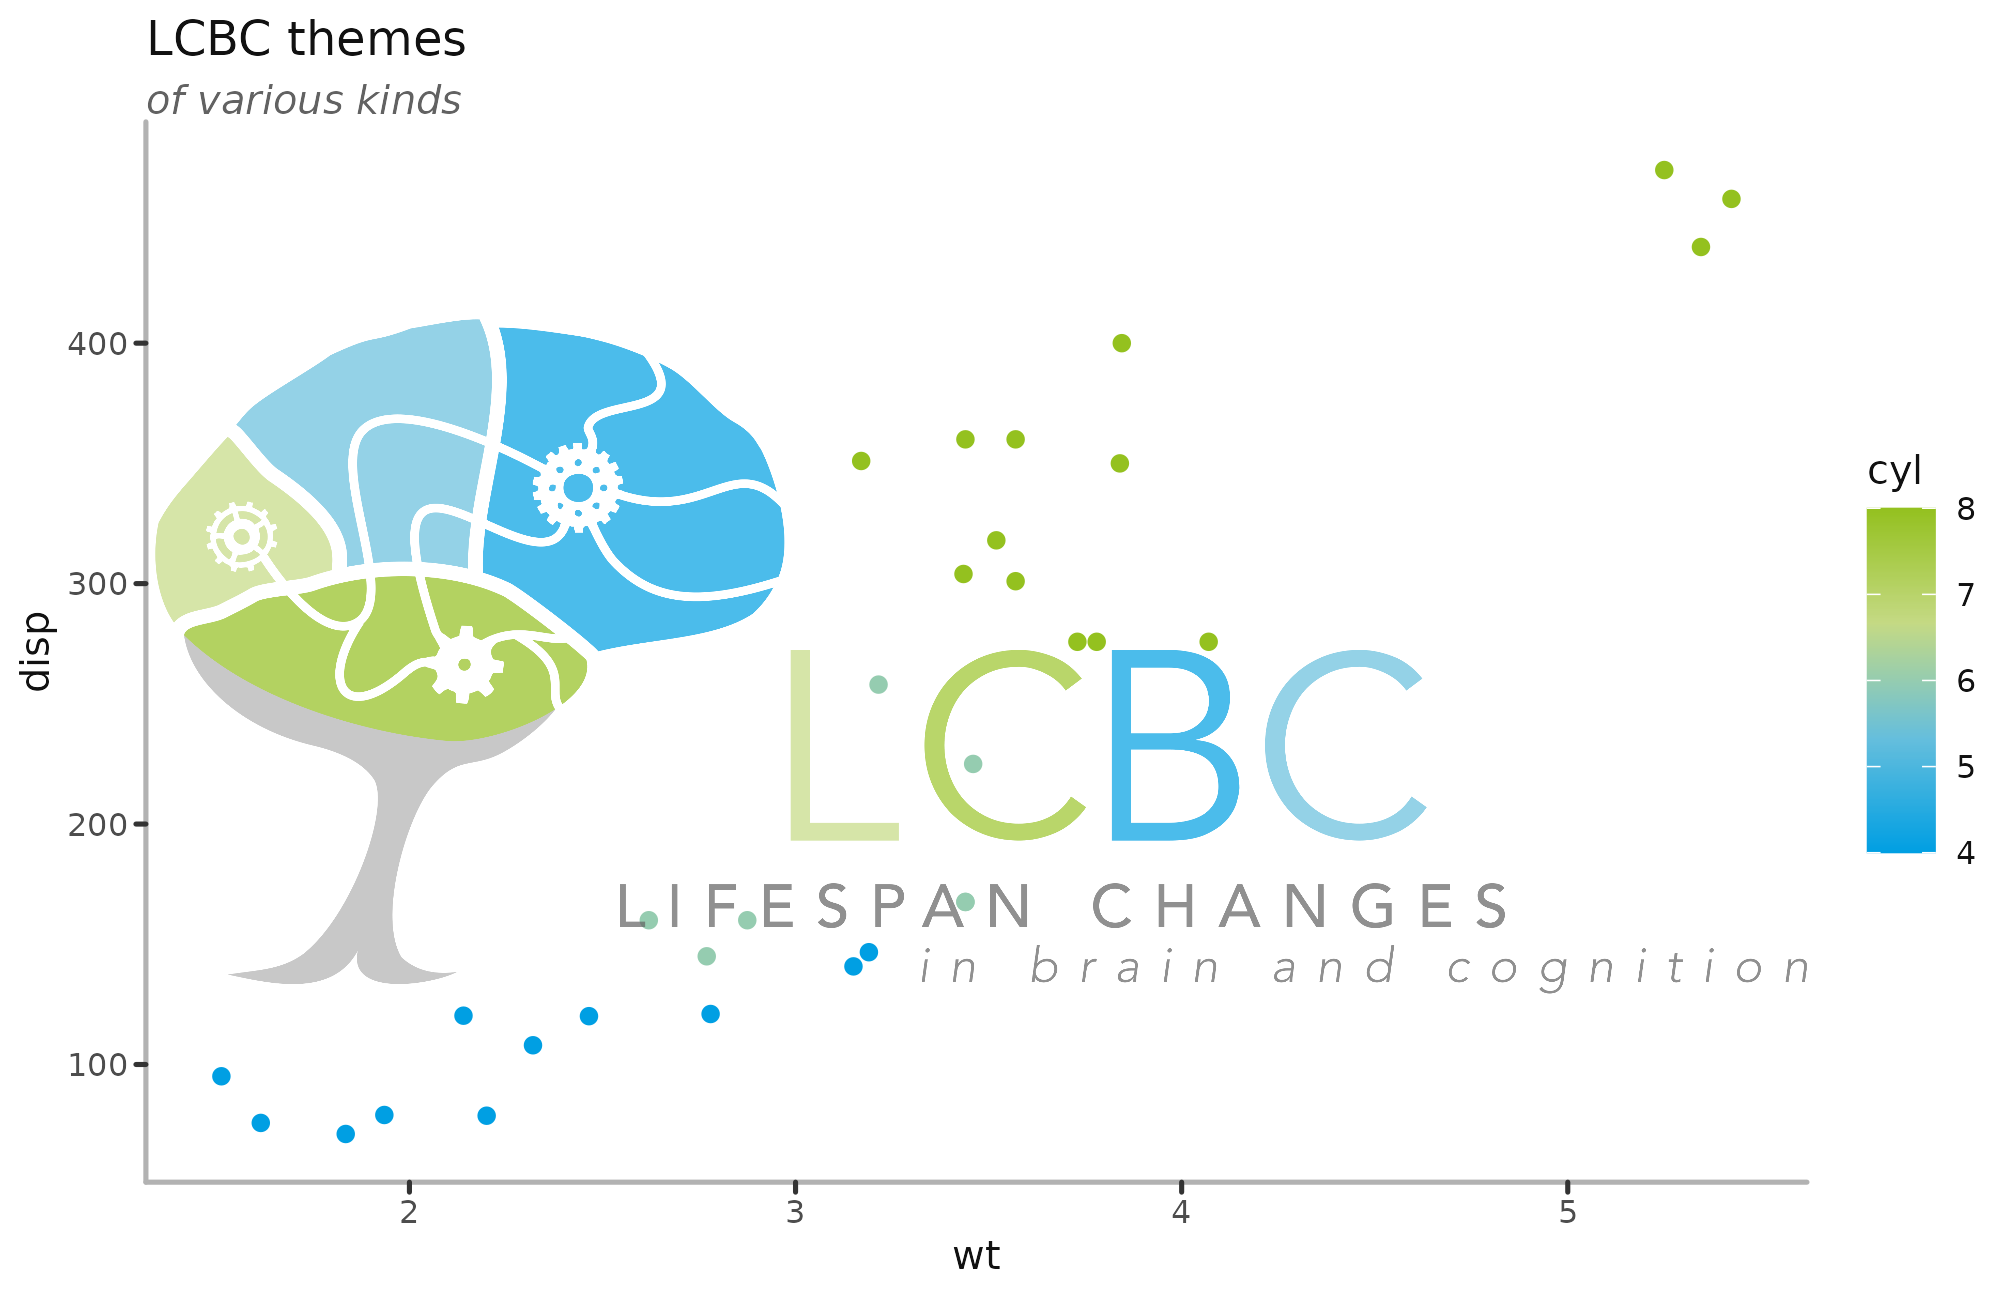 LCBC themes
of various kinds
400
300
200
100
disp
2
3
4
5
wt
LCBC
LIFESPAN CHANGES
in brain and cognition
cyl
8
7
6
5
4